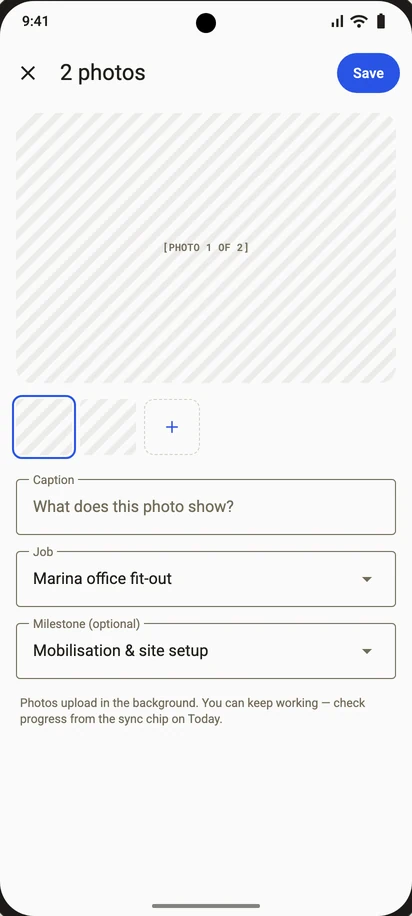 9:41
2 photos
Save
[PHOTO 1 OF 2]
+
Caption
What does this photo show?
Job
Marina office fit-out
Milestone (optional)
Mobilisation & site setup
Photos upload in the background. You can keep working — check
progress from the sync chip on Today.